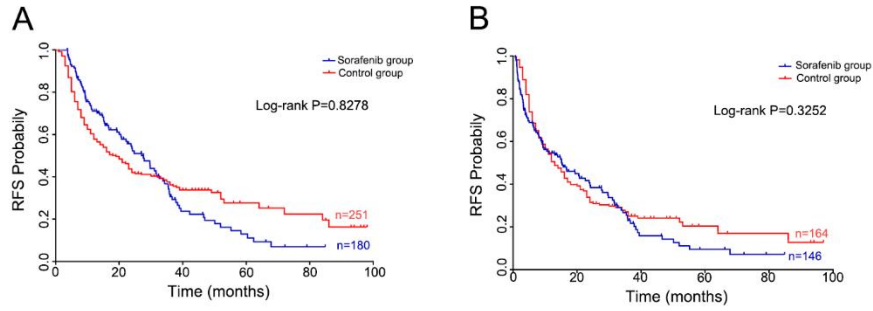 A
Sorafenib group
Control group
Log-rank P=0.8278
RFS Probabily
0.0 0.2 0.4 0.6 0.8 1.0
n=251
n=180
0 20 40 60 80 100
Time (months)
B
Sorafenib group
Control group
Log-rank P=0.3252
RFS Probabily
0.0 0.2 0.4 0.6 0.8 1.0
n=164
n=146
0 20 40 60 80 100
Time (months)